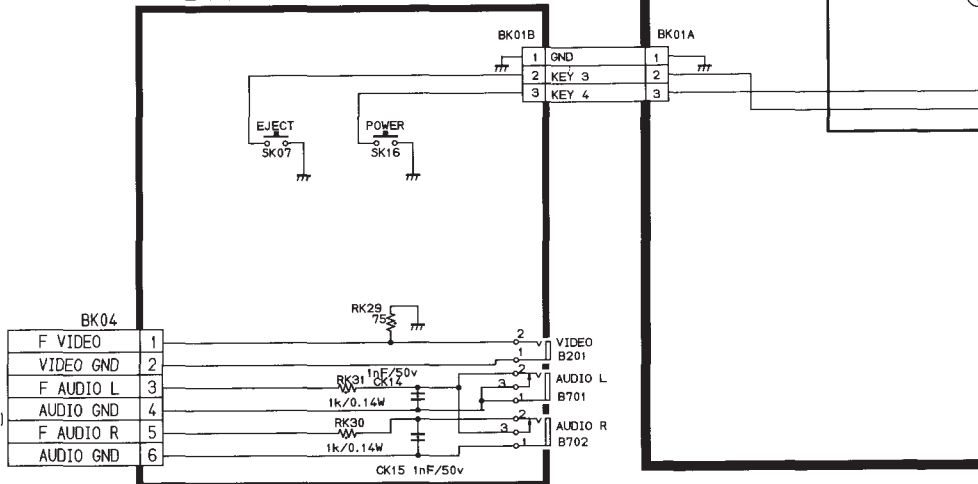 BK01B
BK01A
1 GND 1
2 KEY 3 2
3 KEY 4 3
EJECT
SK07
POWER
SK16
RK29
75
BK04
F VIDEO 1
VIDEO GND 2
F AUDIO L 3
AUDIO GND 4
F AUDIO R 5
AUDIO GND 6
2 VIDEO
1 B201
1nF/50v
RK31 CK14
1k/0.14W
2 AUDIO L
3
1 B701
RK30
1k/0.14W
CK15 1nF/50v
2 AUDIO R
3
1 B702
)